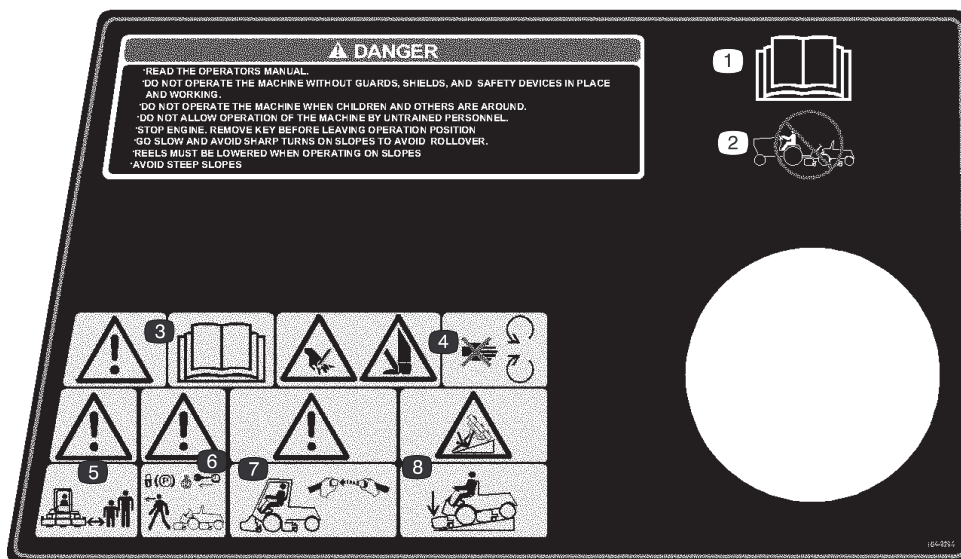 DANGER
·READ THE OPERATORS MANUAL.
·DO NOT OPERATE THE MACHINE WITHOUT GUARDS, SHIELDS, AND SAFETY DEVICES IN PLACE
AND WORKING.
·DO NOT OPERATE THE MACHINE WHEN CHILDREN AND OTHERS ARE AROUND.
·DO NOT ALLOW OPERATION OF THE MACHINE BY UNTRAINED PERSONNEL.
·STOP ENGINE. REMOVE KEY BEFORE LEAVING OPERATION POSITION
·GO SLOW AND AVOID SHARP TURNS ON SLOPES TO AVOID ROLLOVER.
·REELS MUST BE LOWERED WHEN OPERATING ON SLOPES
·AVOID STEEP SLOPES
1
2
3
4
5
6
(P)
7
8